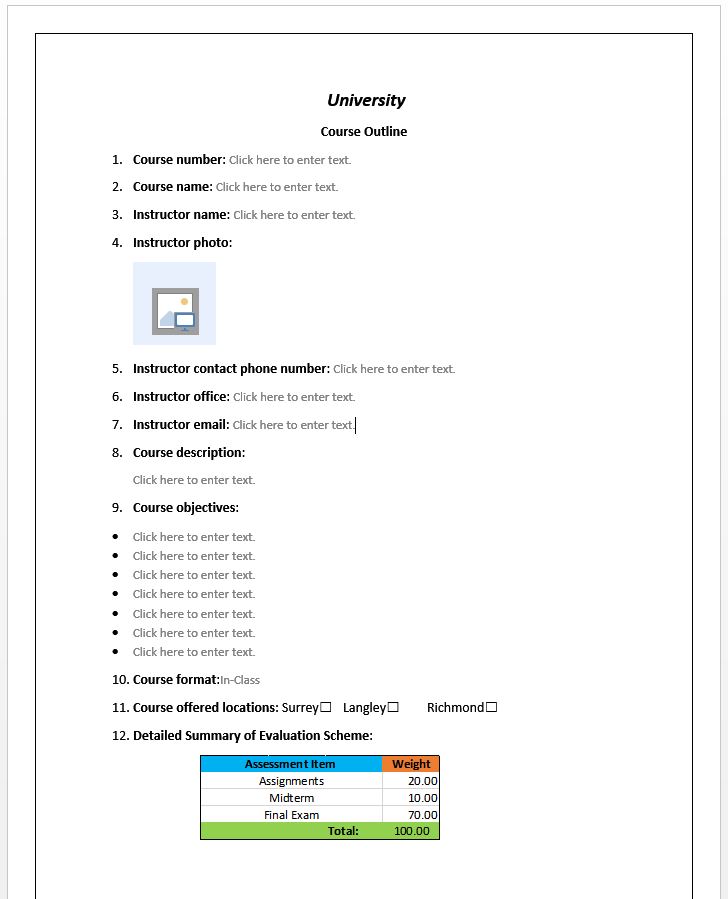 University
Course Outline
1. Course number: Click here to enter text.
2. Course name: Click here to enter text.
3. Instructor name: Click here to enter text.
4. Instructor photo:
5. Instructor contact phone number: Click here to enter text.
6. Instructor office: Click here to enter text.
7. Instructor email: Click here to enter text.
8. Course description:
Click here to enter text.
9. Course objectives:
• Click here to enter text.
• Click here to enter text.
• Click here to enter text.
• Click here to enter text.
• Click here to enter text.
• Click here to enter text.
• Click here to enter text.
10. Course format:In-Class
11. Course offered locations: Surrey☐ Langley☐ Richmond☐
12. Detailed Summary of Evaluation Scheme:
Assessment Item Weight
Assignments 20.00
Midterm 10.00
Final Exam 70.00
Total: 100.00